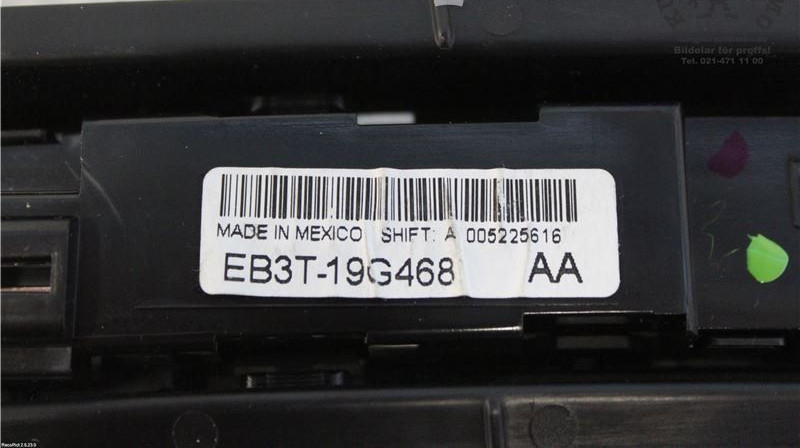 Bildelar för proffs!
Tel. 021-471 11 00
MADE IN MEXICO SHIFT: A 005225616
EB3T-19G468 AA